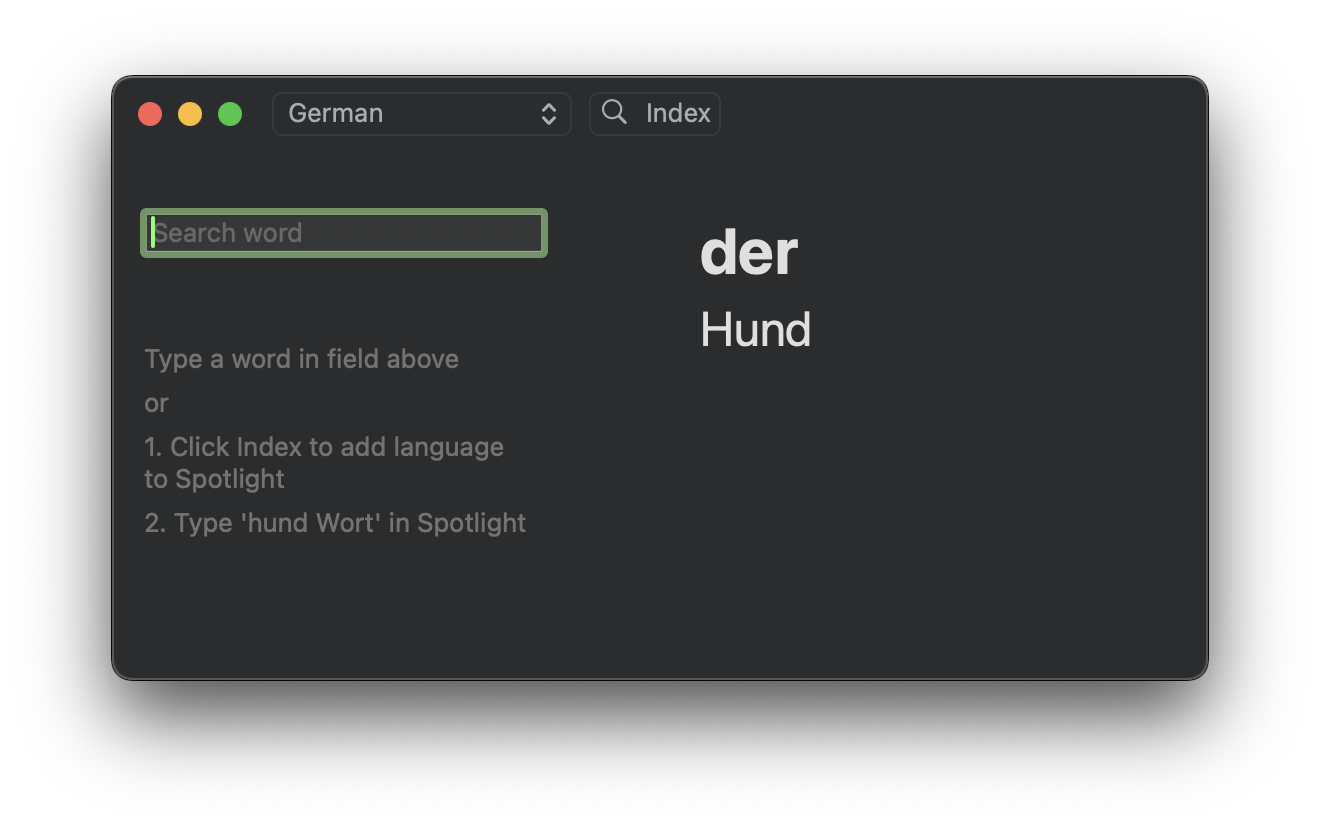 German
Index
Search word
Type a word in field above
or
1. Click Index to add language
to Spotlight
2. Type 'hund Wort' in Spotlight
der
Hund